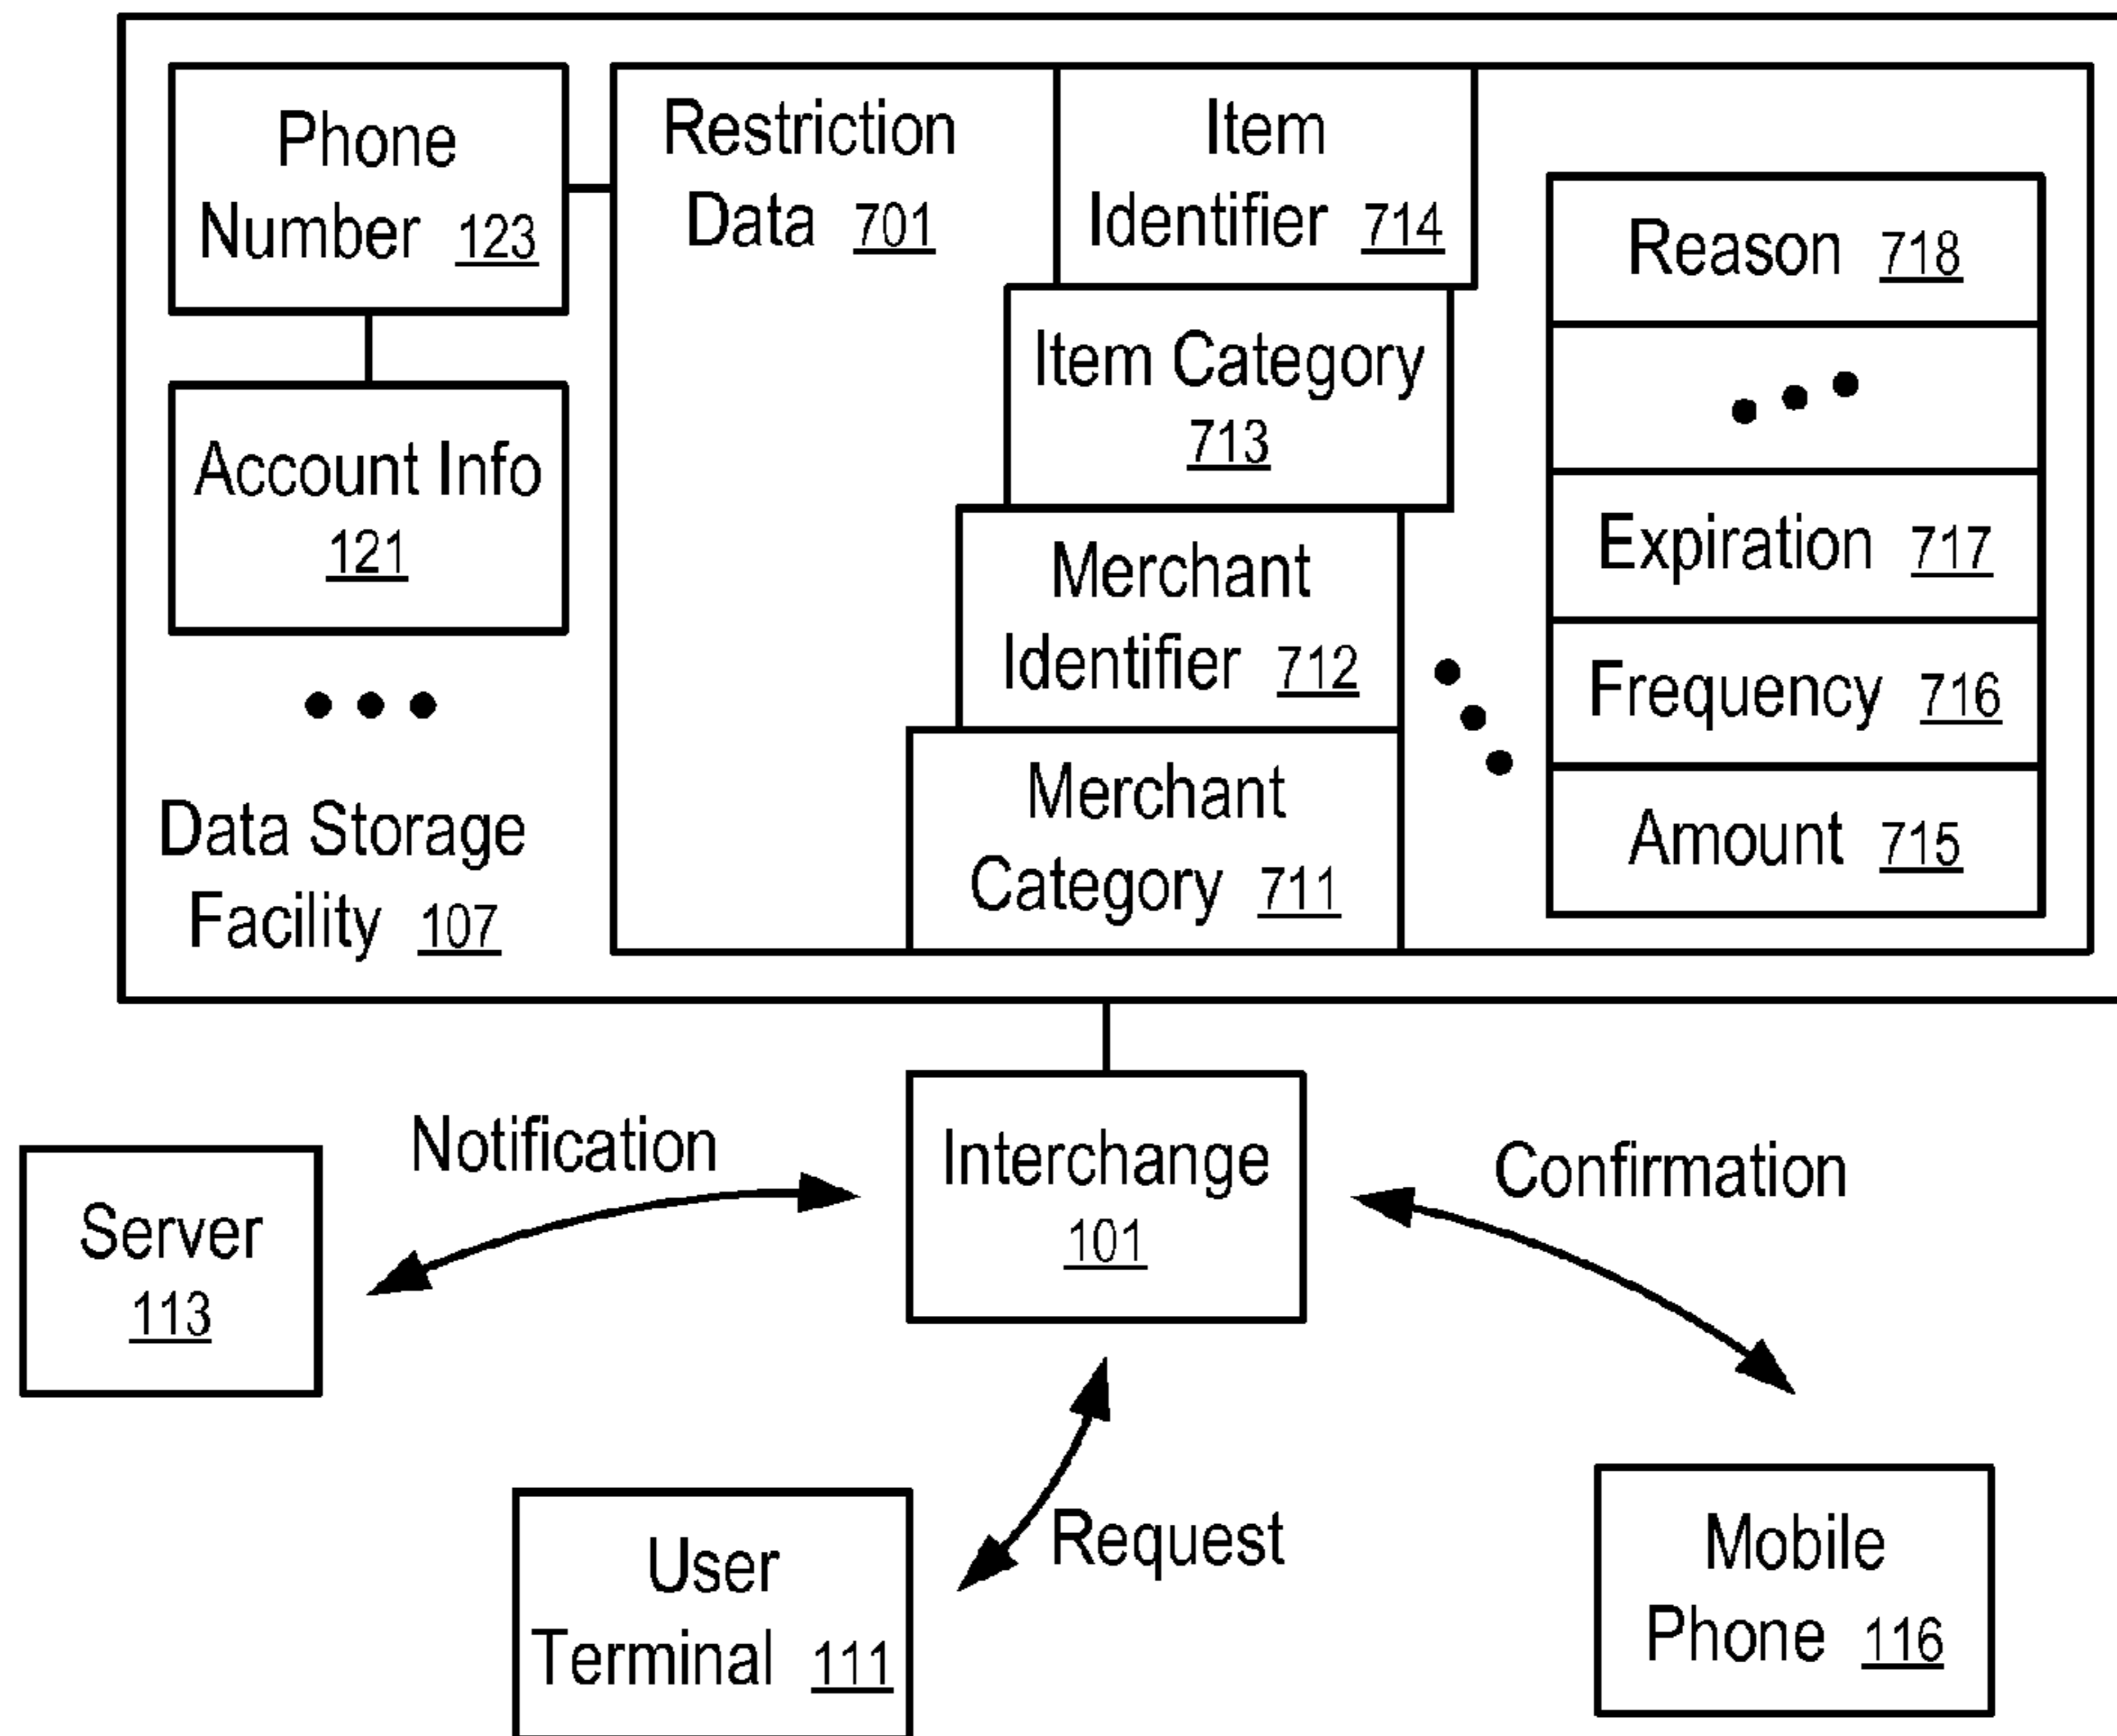 Phone
Number 123
Account Info
121
Data Storage
Facility 107
Restriction
Data 701
Item
Identifier 714
Item Category
713
Merchant
Identifier 712
Merchant
Category 711
Reason 718
Expiration 717
Frequency 716
Amount 715
Interchange
101
Notification
Confirmation
Server
113
Request
User
Terminal 111
Mobile
Phone 116